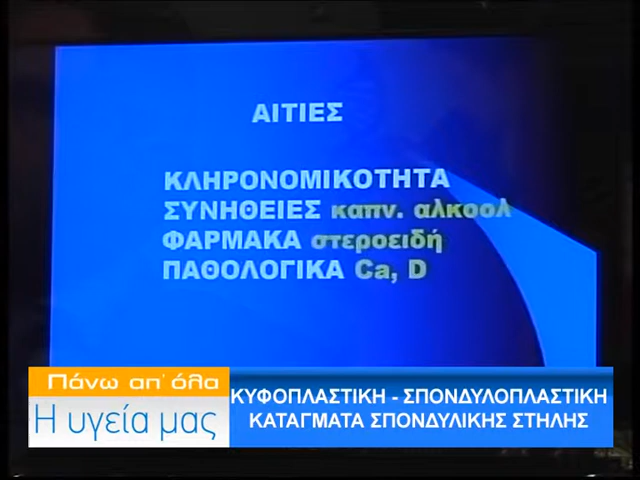 ΑΙΤΙΕΣ
ΚΛΗΡΟΝΟΜΙΚΟΤΗΤΑ
ΣΥΝΗΘΕΙΕΣ καπν. αλκοολ
ΦΑΡΜΑΚΑ στεροειδή
ΠΑΘΟΛΟΓΙΚΑ Ca, D
Πάνω απ' όλα
Η υγεία μας
ΚΥΦΟΠΛΑΣΤΙΚΗ - ΣΠΟΝΔΥΛΟΠΛΑΣΤΙΚΗ
ΚΑΤΑΓΜΑΤΑ ΣΠΟΝΔΥΛΙΚΗΣ ΣΤΗΛΗΣ